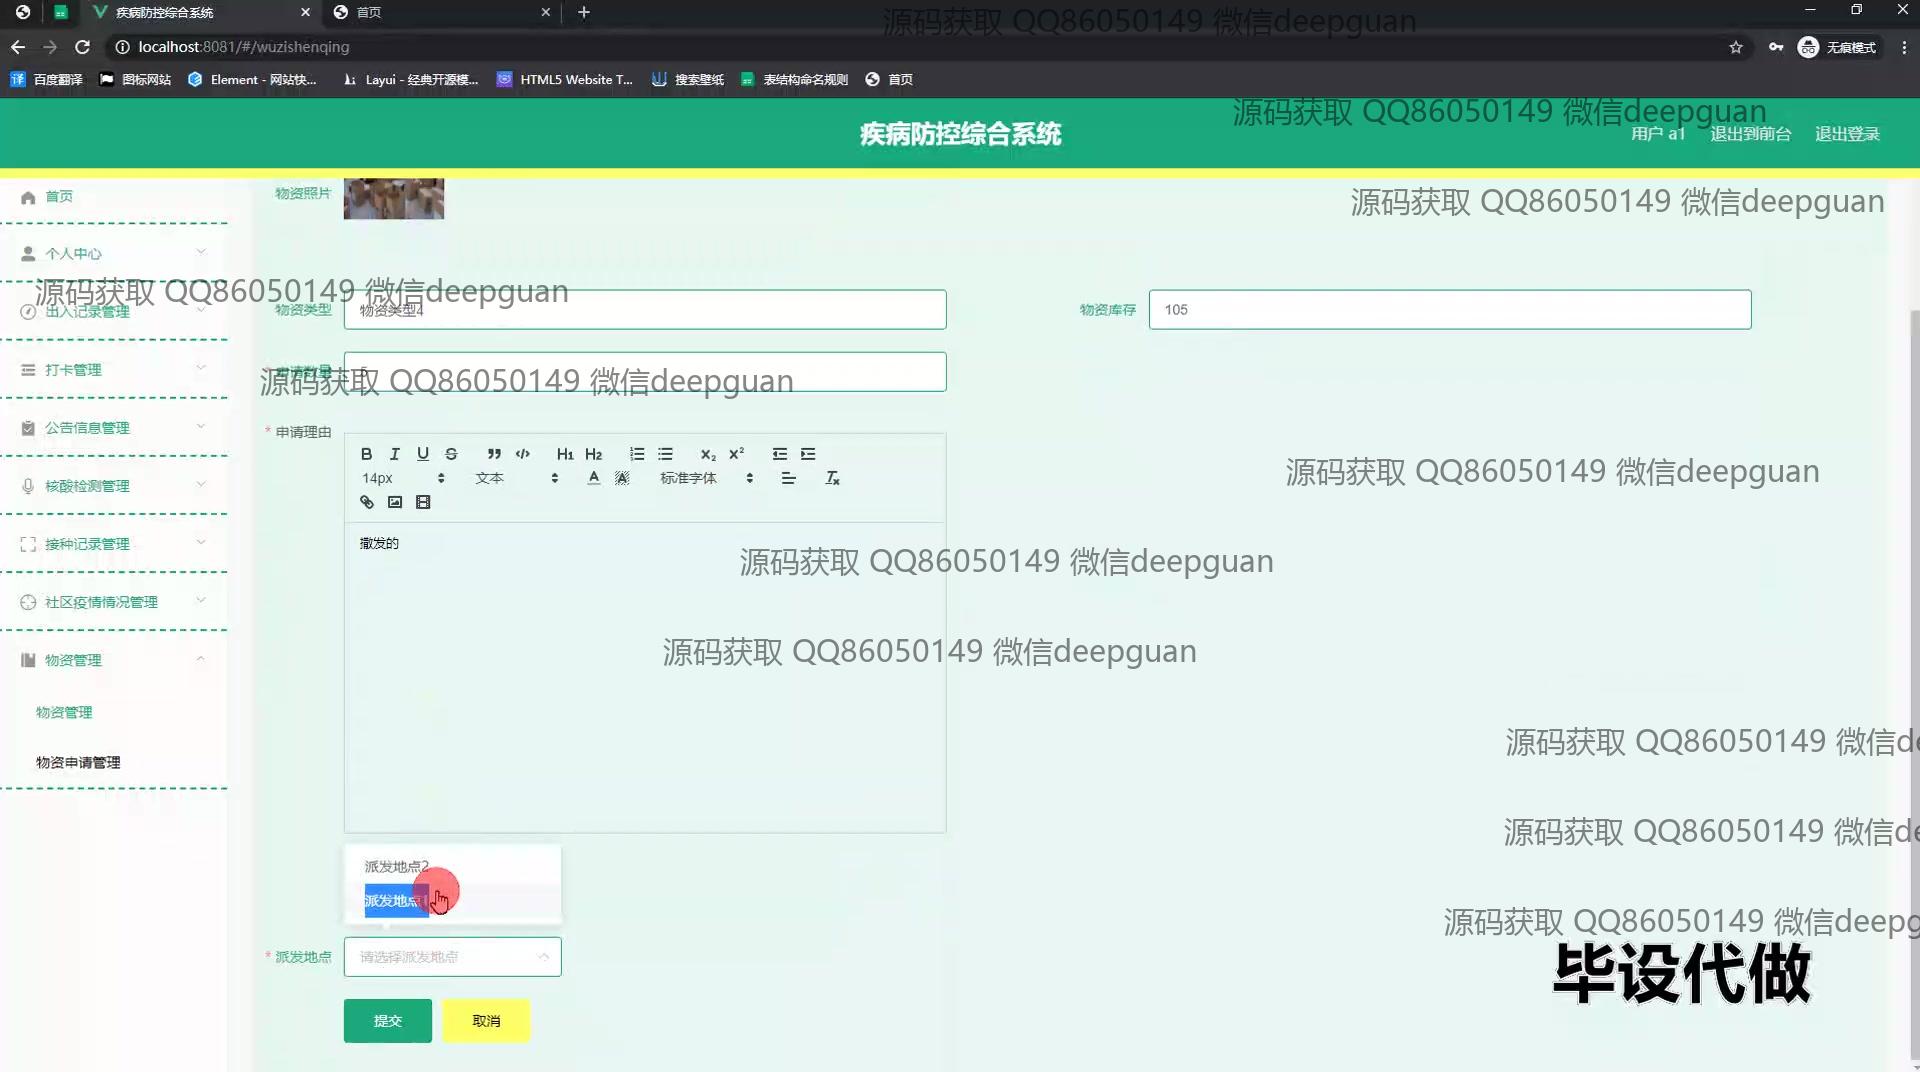 疾病防控综合系统
首页
localhost:8081/#/wuzishenqing
无痕模式
百度翻译
图标网站
Element - 网站快...
Layui - 经典开源模...
HTML5 Website T...
搜索壁纸
表结构命名规则
首页
源码获取 QQ86050149 微信deepguan
疾病防控综合系统
源码获取 QQ86050149 微信deepguan
用户 a1
退出到前台
退出登录
首页
物资照片
源码获取 QQ86050149 微信deepguan
个人中心
源码获取 QQ86050149 微信deepguan
出入记录管理
物资类型
物资类型4
物资库存
105
打卡管理
* 申请数量
源码获取 QQ86050149 微信deepguan
公告信息管理
* 申请理由
B I U S H1 H2 x₂ x²
14px
文本
标准字体
源码获取 QQ86050149 微信deepguan
核酸检测管理
接种记录管理
撒发的
源码获取 QQ86050149 微信deepguan
社区疫情情况管理
物资管理
源码获取 QQ86050149 微信deepguan
物资管理
源码获取 QQ86050149 微信de
物资申请管理
源码获取 QQ86050149 微信de
派发地点2
派发地点
源码获取 QQ86050149 微信deepg
* 派发地点
请选择派发地点
毕设代做
提交
取消